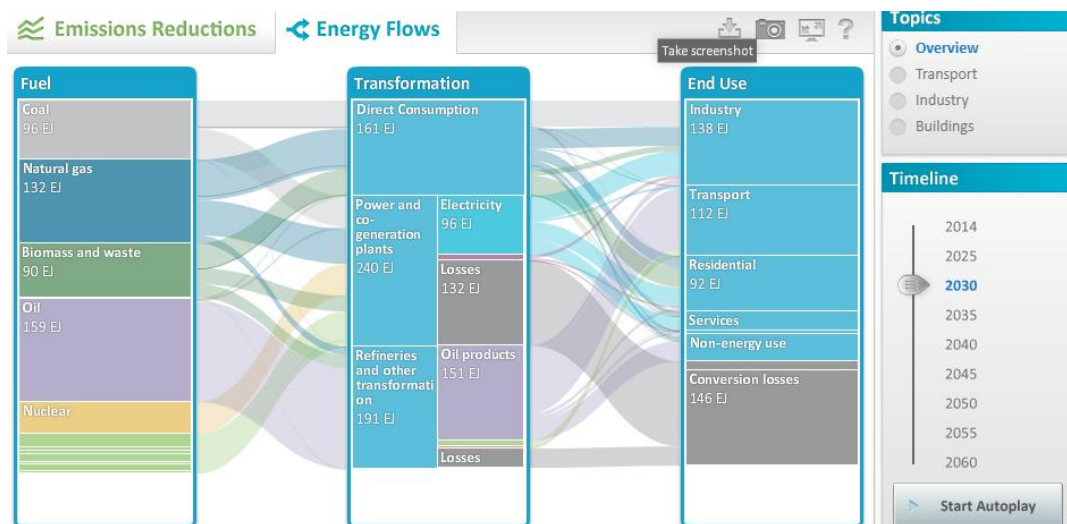 Emissions Reductions
Energy Flows
?
Take screenshot
Fuel
Coal
96 EJ
Natural gas
132 EJ
Biomass and waste
90 EJ
Oil
159 EJ
Nuclear
Transformation
Direct Consumption
161 EJ
Power and
co-
generation
plants
240 EJ
Electricity
96 EJ
Losses
132 EJ
Refineries
and other
transformati
on
191 EJ
Oil products
151 EJ
Losses
End Use
Industry
138 EJ
Transport
112 EJ
Residential
92 EJ
Services
Non-energy use
Conversion losses
146 EJ
Topics
Overview
Transport
Industry
Buildings
Timeline
2014
2025
2030
2035
2040
2045
2050
2055
2060
Start Autoplay